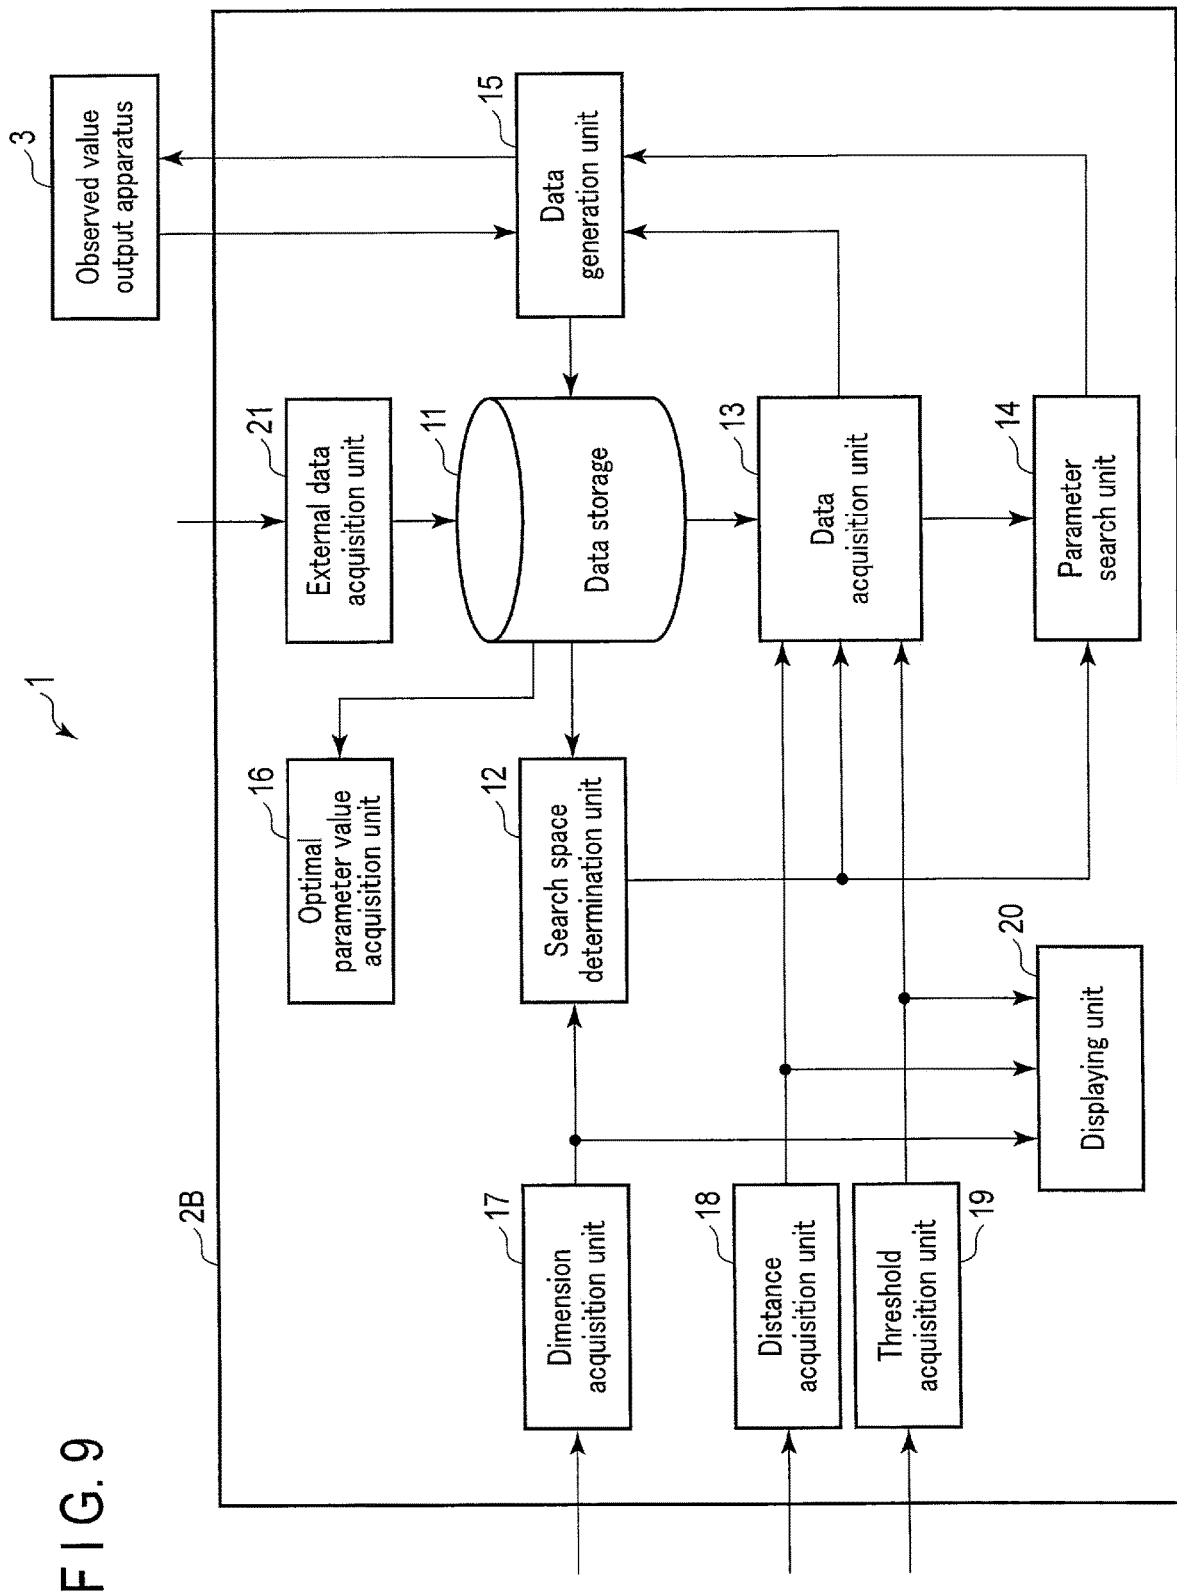 FIG. 9
1
2B
3
Observed value
output apparatus
21
External data
acquisition unit
15
Data
generation unit
16
Optimal
parameter value
acquisition unit
11
Data storage
12
Search space
determination unit
17
Dimension
acquisition unit
13
Data
acquisition unit
18
Distance
acquisition unit
Threshold
acquisition unit
19
14
Parameter
search unit
20
Displaying unit